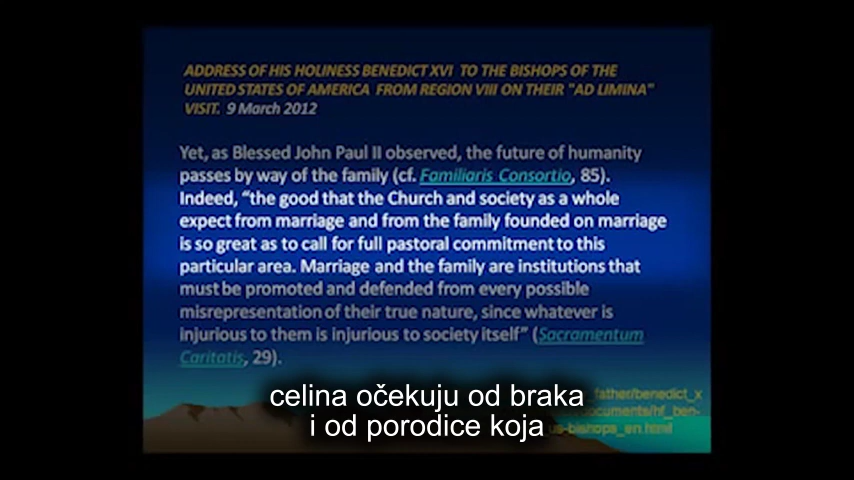 ADDRESS OF HIS HOLINESS BENEDICT XVI TO THE BISHOPS OF THE
UNITED STATES OF AMERICA FROM REGION VIII ON THEIR "AD LIMINA"
VISIT. 9 March 2012
Yet, as Blessed John Paul II observed, the future of humanity
passes by way of the family (cf. Familiaris Consortio, 85).
Indeed, “the good that the Church and society as a whole
expect from marriage and from the family founded on marriage
is so great as to call for full pastoral commitment to this
particular area. Marriage and the family are institutions that
must be promoted and defended from every possible
misrepresentation of their true nature, since whatever is
injurious to them is injurious to society itself” (Sacramentum
Caritatis, 29).
_father/benedict_x
documents/hf_ben-
us-bishops_en.html
celina očekuju od braka
i od porodice koja